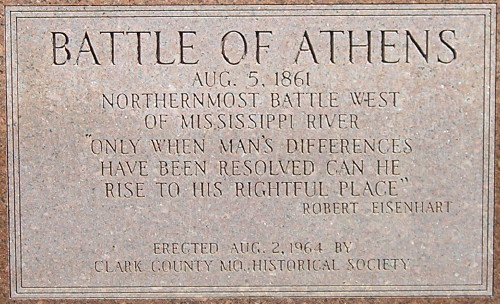 BATTLE OF ATHENS
AUG. 5, 1861
NORTHERNMOST BATTLE WEST
OF MISSISSIPPI RIVER
"ONLY WHEN MAN'S DIFFERENCES
HAVE BEEN RESOLVED CAN HE
RISE TO HIS RIGHTFUL PLACE"
ROBERT EISENHART
ERECTED AUG. 2, 1964 BY
CLARK COUNTY MO. HISTORICAL SOCIETY